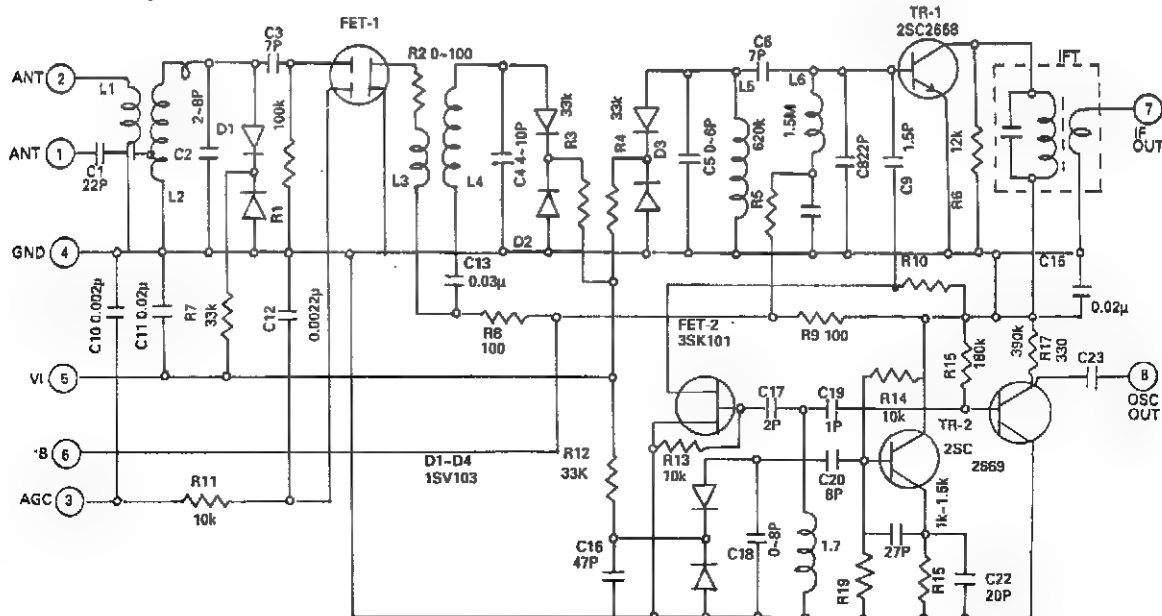 TR-1
2SC2668
FET-1
C3
7P
C6
7P
IFT
ANT 2
L1
R2 0~100
33k
33k
L5
L6
2~8P
100k
D1
C2
R3
R4
D3
C4 4~10P
C5 0~6P
620k
1.5M
C822P
1.5P
12k
7
IF
OUT
ANT 1
C1
22P
L2
L3
L4
R1
R5
C9
R6
D2
GND 4
C13
0.03μ
R10
C15
0.02μ
C10 0.002μ
C11 0.02μ
R7
33k
C12
0.0022μ
R8
100
FET-2
3SK101
R9 100
R15
180k
390k
R17
330
C23
VI 5
8
OSC
OUT
C17
2P
C19
1P
R14
10k
TR-2
2SC
2669
+B 6
D1~D4
1SV103
R12
33K
R13
10k
C20
8P
AGC 3
R11
10k
1k~1.5k
C16
47P
C18
0~8P
1.7
27P
R19
R15
C22
20P